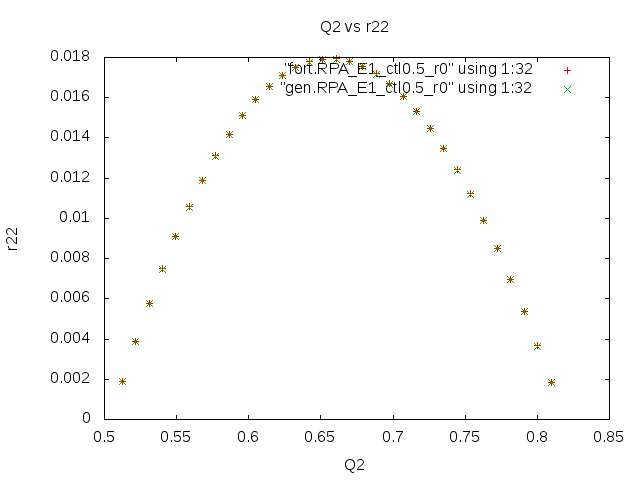 Q2 vs r22
"fort.RPA_E1_ctl0.5_r0" using 1:32
"gen.RPA_E1_ctl0.5_r0" using 1:32
0.018
0.016
0.014
0.012
0.01
0.008
0.006
0.004
0.002
0
r22
0.5 0.55 0.6 0.65 0.7 0.75 0.8 0.85
Q2